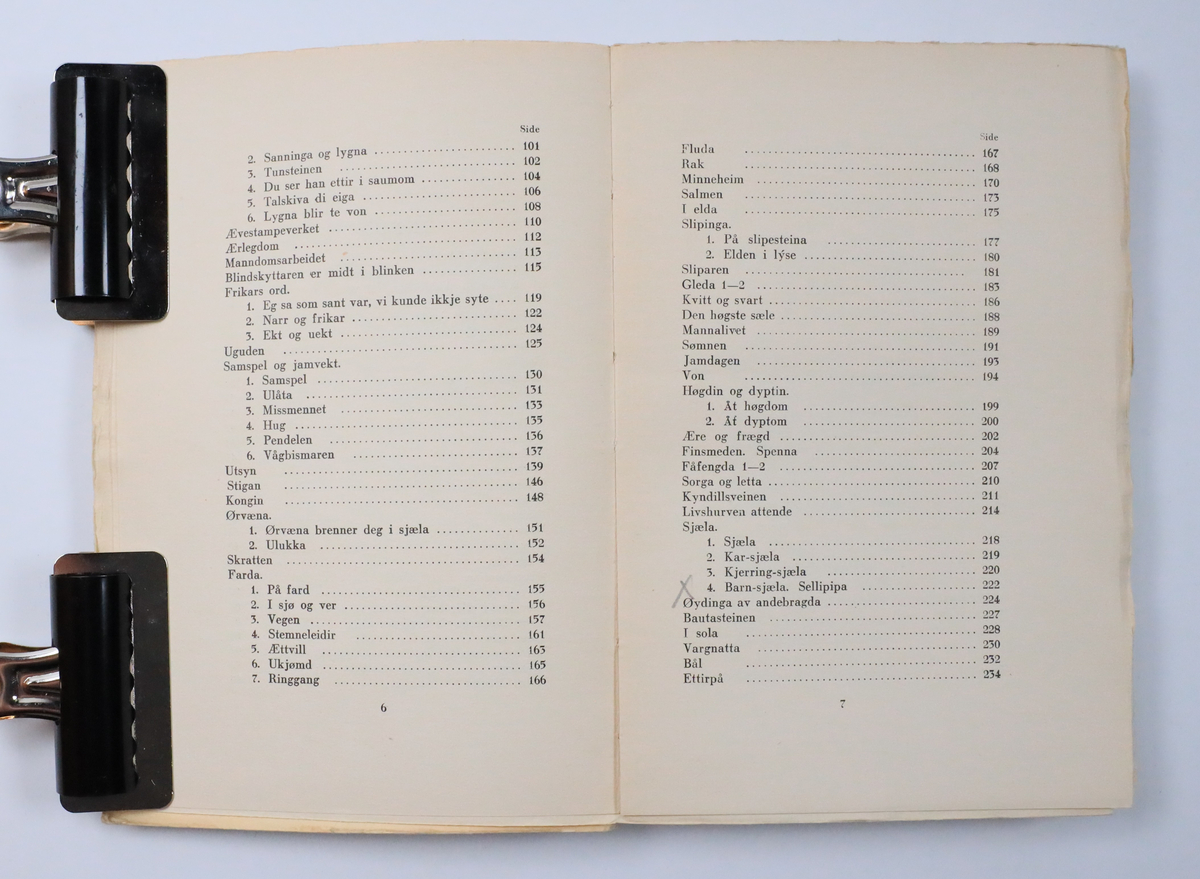 Side
2. Sanninga og lygna ........................ 101
3. Tunsteinen ........................ 102
4. Du ser han ettir i saumom ................ 104
5. Talskiva di eiga ........................ 106
6. Lygna blir te von ........................ 108
Ævestampeverket ........................ 110
Ærlegdom ........................ 112
Manndomsarbeidet ........................ 113
Blindskyttaren er midt i blinken ................ 115
Frikars ord.
1. Eg sa som sant var, vi kunde ikkje syte .... 119
2. Narr og frikar ........................ 122
3. Ekt og uekt ........................ 124
Uguden ........................ 125
Samspel og jamvekt.
1. Samspel ........................ 130
2. Ulåta ........................ 131
3. Missmennet ........................ 133
4. Hug ........................ 135
5. Pendelen ........................ 136
6. Vågbismaren ........................ 137
Utsyn ........................ 139
Stigan ........................ 146
Kongin ........................ 148
Ørvæna.
1. Ørvæna brenner deg i sjæla ............ 151
2. Ulukka ........................ 152
Skratten ........................ 154
Farda.
1. På fard ........................ 155
2. I sjø og ver ........................ 156
3. Vegen ........................ 157
4. Stemneleidir ........................ 161
5. Ættvill ........................ 163
6. Ukjømd ........................ 165
7. Ringgang ........................ 166
6
Side
Fluda ........................ 167
Rak ........................ 168
Minneheim ........................ 170
Salmen ........................ 173
I elda ........................ 175
Slipinga.
1. På slipesteina ........................ 177
2. Elden i lýse ........................ 180
Sliparen ........................ 181
Gleda 1—2 ........................ 183
Kvitt og svart ........................ 186
Den høgste sæle ........................ 188
Mannalivet ........................ 189
Sømnen ........................ 191
Jamdagen ........................ 193
Von ........................ 194
Høgdin og dyptin.
1. Åt høgdom ........................ 199
2. Åf dyptom ........................ 200
Ære og frægd ........................ 202
Finsmeden. Spenna ........................ 204
Fåfengda 1—2 ........................ 207
Sorga og letta ........................ 210
Kyndillsveinen ........................ 211
Livshurven attende ........................ 214
Sjæla.
1. Sjæla ........................ 218
2. Kar-sjæla ........................ 219
3. Kjerring-sjæla ........................ 220
4. Barn-sjæla. Sellipipa ................ 222
Øydinga av andebragda ........................ 224
Bautasteinen ........................ 227
I sola ........................ 228
Vargnatta ........................ 230
Bål ........................ 232
Ettirpå ........................ 234
7